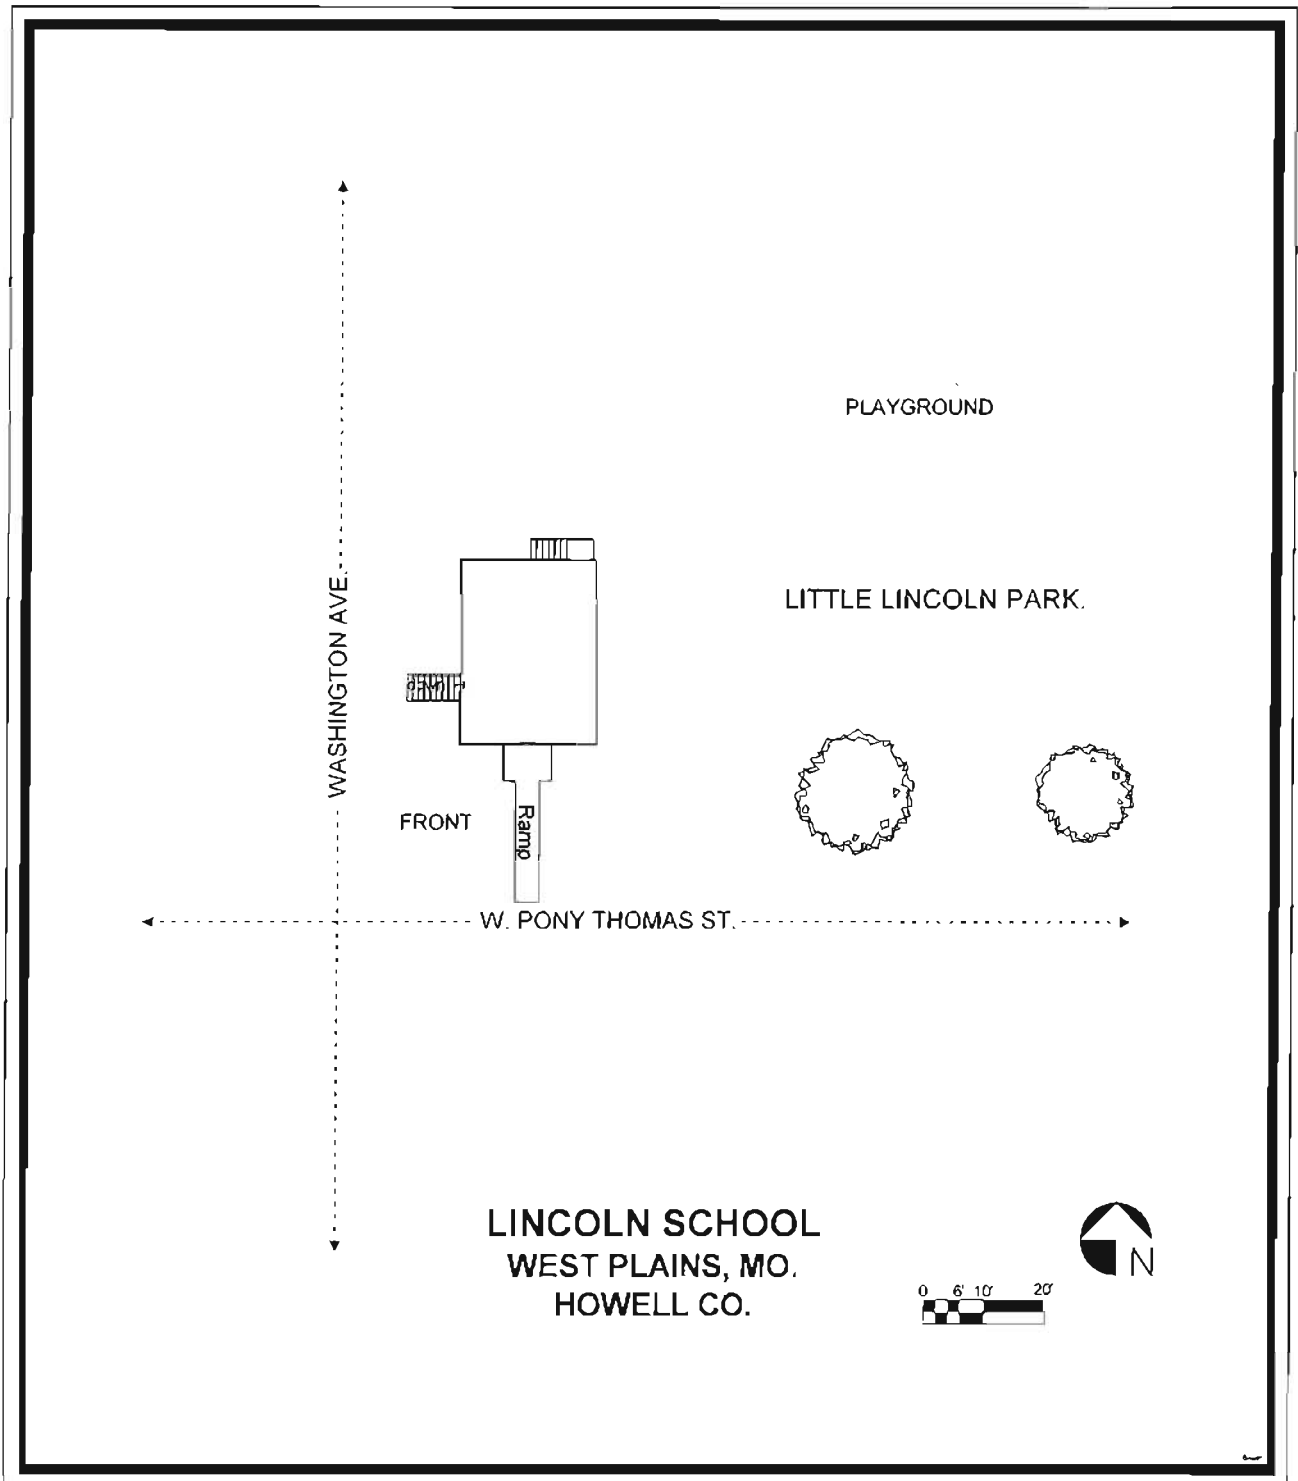 PLAYGROUND
LITTLE LINCOLN PARK.
WASHINGTON AVE.
FRONT
Ramp
W. PONY THOMAS ST.
LINCOLN SCHOOL
WEST PLAINS, MO.
HOWELL CO.
N
0 6' 10' 20'